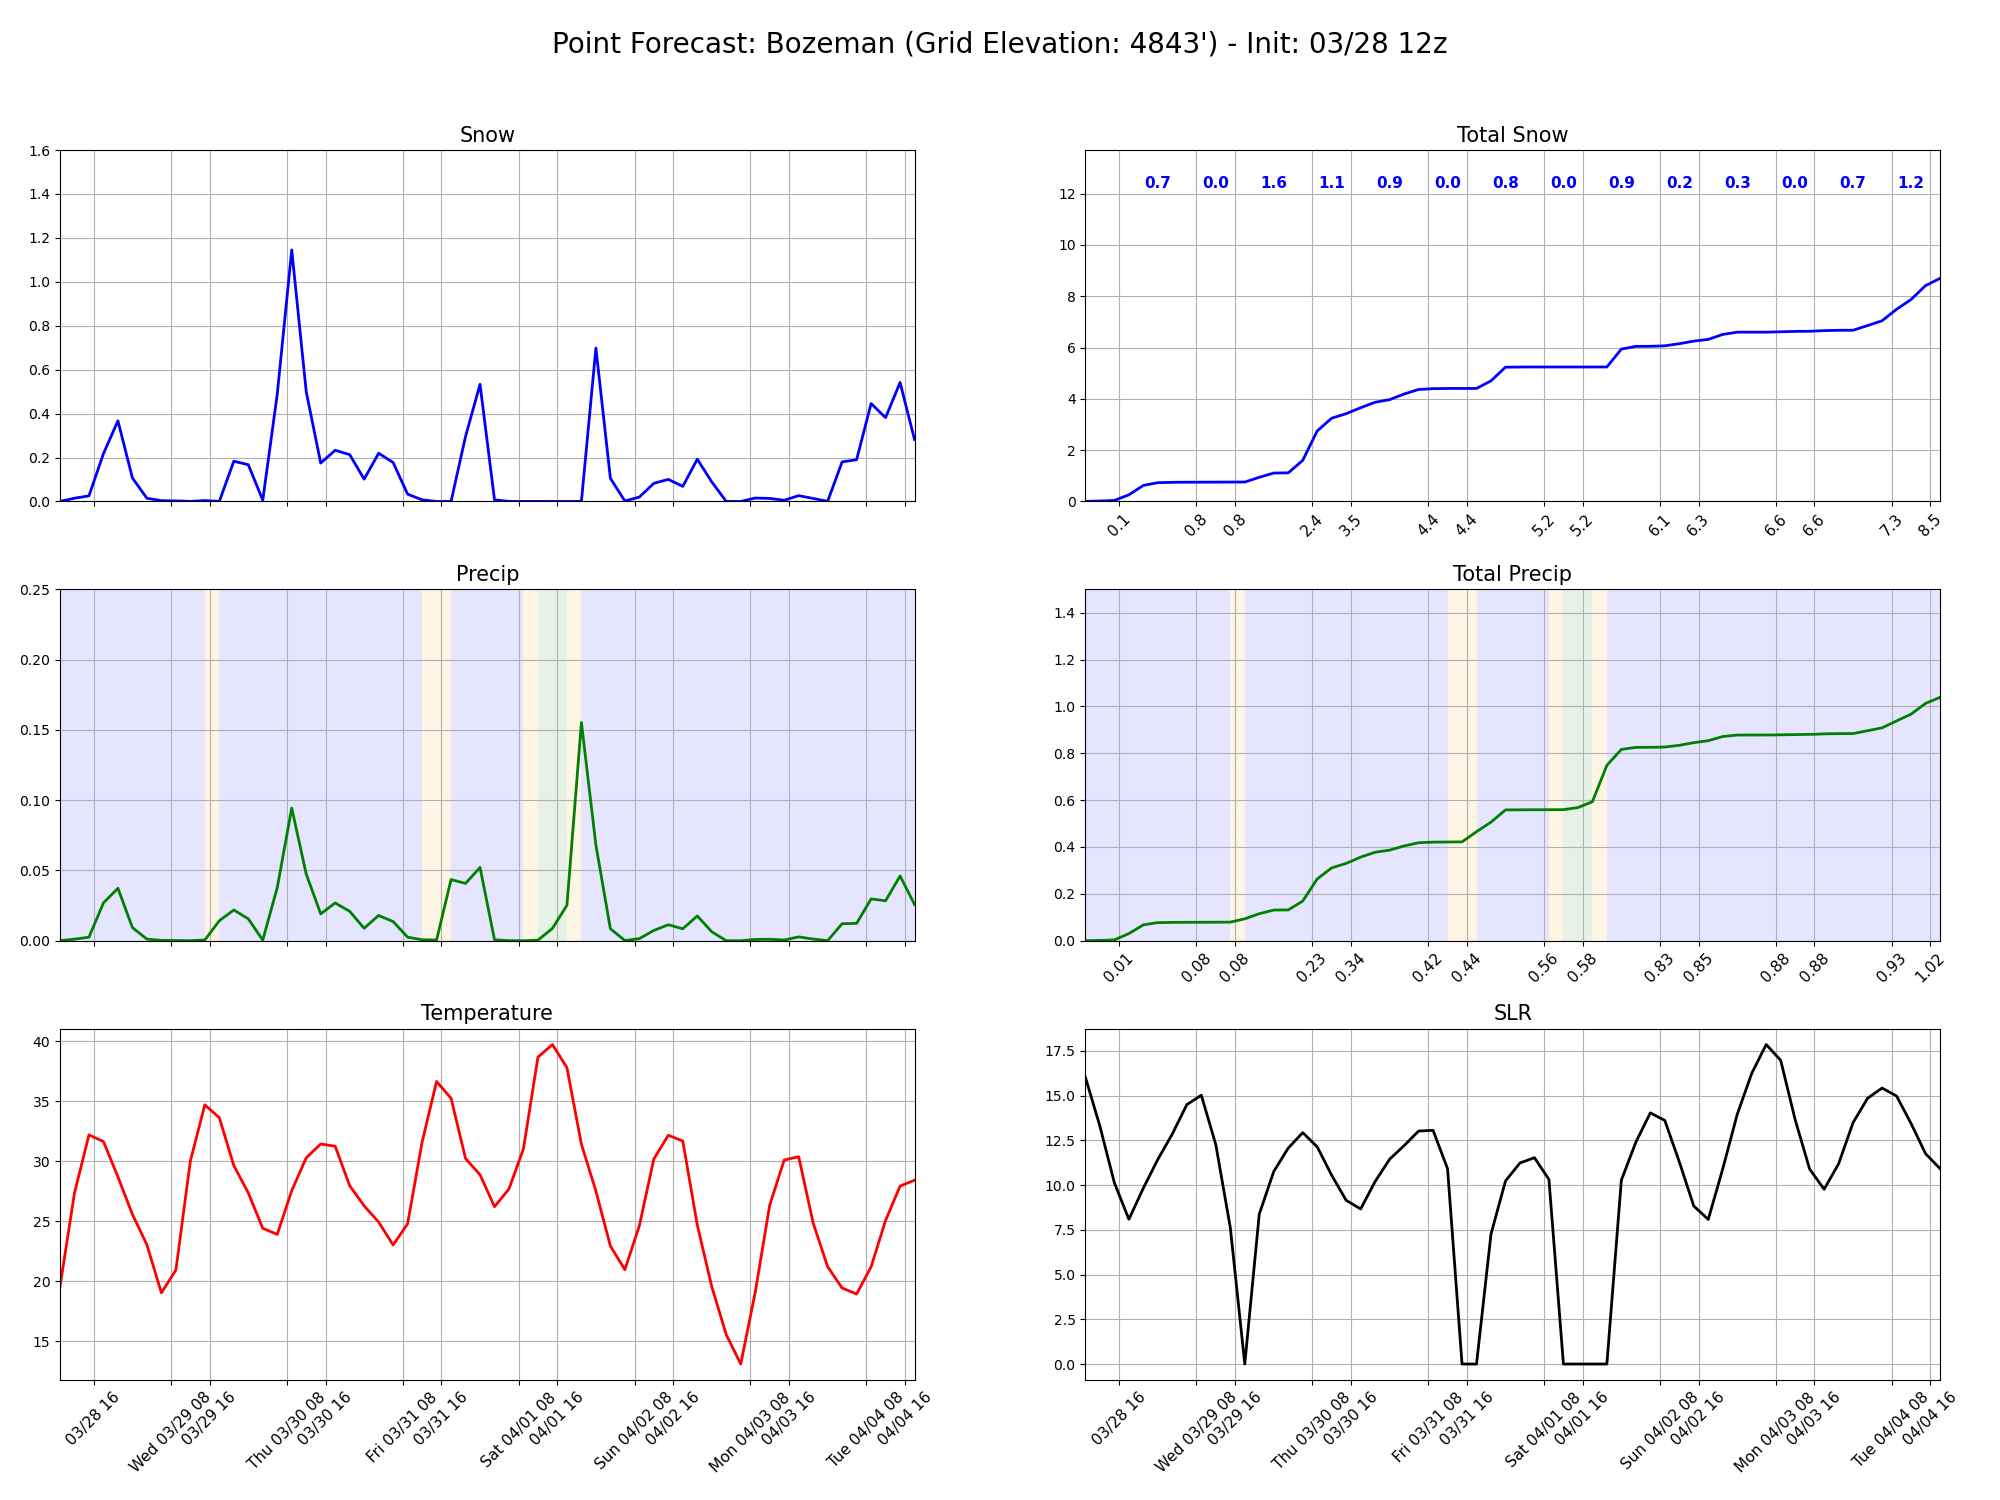 Point Forecast: Bozeman (Grid Elevation: 4843') - Init: 03/28 12z
Snow
1.6
1.4
1.2
1.0
0.8
0.6
0.4
0.2
0.0
Total Snow
0.7 0.0 1.6 1.1 0.9 0.0 0.8 0.0 0.9 0.2 0.3 0.0 0.7 1.2
12
10
8
6
4
2
0
0.1 0.8 0.8 2.4 3.5 4.4 4.4 5.2 5.2 6.1 6.3 6.6 6.6 7.3 8.5
Precip
0.25
0.20
0.15
0.10
0.05
0.00
Total Precip
1.4
1.2
1.0
0.8
0.6
0.4
0.2
0.0
0.01 0.08 0.08 0.23 0.34 0.42 0.44 0.56 0.58 0.83 0.85 0.88 0.88 0.93 1.02
Temperature
40
35
30
25
20
15
03/28 16
Wed 03/29 08
03/29 16
Thu 03/30 08
03/30 16
Fri 03/31 08
03/31 16
Sat 04/01 08
04/01 16
Sun 04/02 08
04/02 16
Mon 04/03 08
04/03 16
Tue 04/04 08
04/04 16
SLR
17.5
15.0
12.5
10.0
7.5
5.0
2.5
0.0
03/28 16
Wed 03/29 08
03/29 16
Thu 03/30 08
03/30 16
Fri 03/31 08
03/31 16
Sat 04/01 08
04/01 16
Sun 04/02 08
04/02 16
Mon 04/03 08
04/03 16
Tue 04/04 08
04/04 16